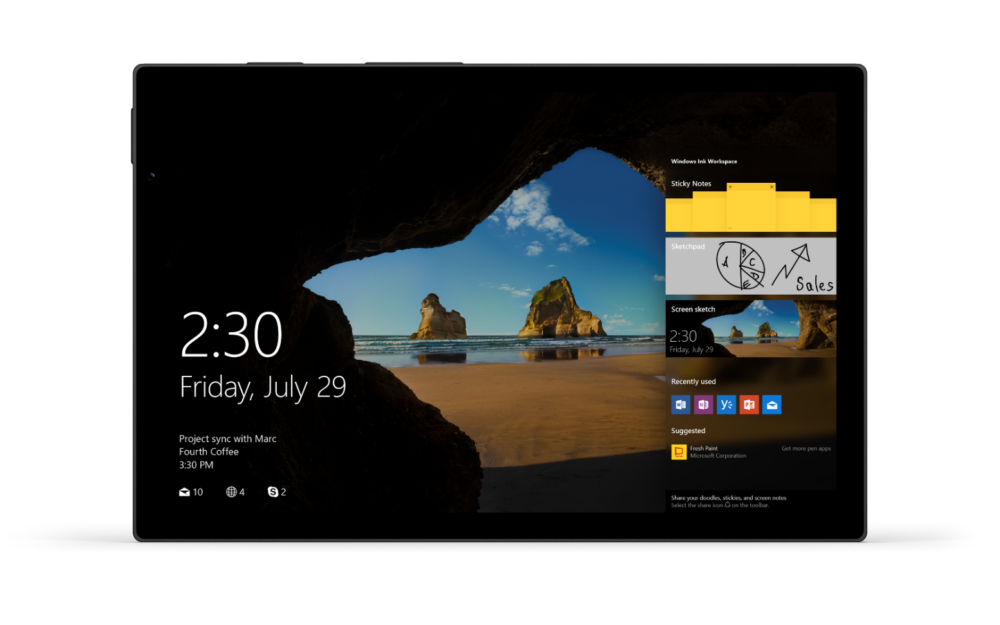 2:30
Friday, July 29
Project sync with Marc
Fourth Coffee
3:30 PM
10
4
2
Windows Ink Workspace
Sticky Notes
Sketchpad
A
B
C
D
E
Sales
Screen sketch
2:30
Friday, July 29
Recently used
Suggested
Fresh Paint
Microsoft Corporation
Get more pen apps
Share your doodles, stickies, and screen notes
Select the share icon on the toolbar.